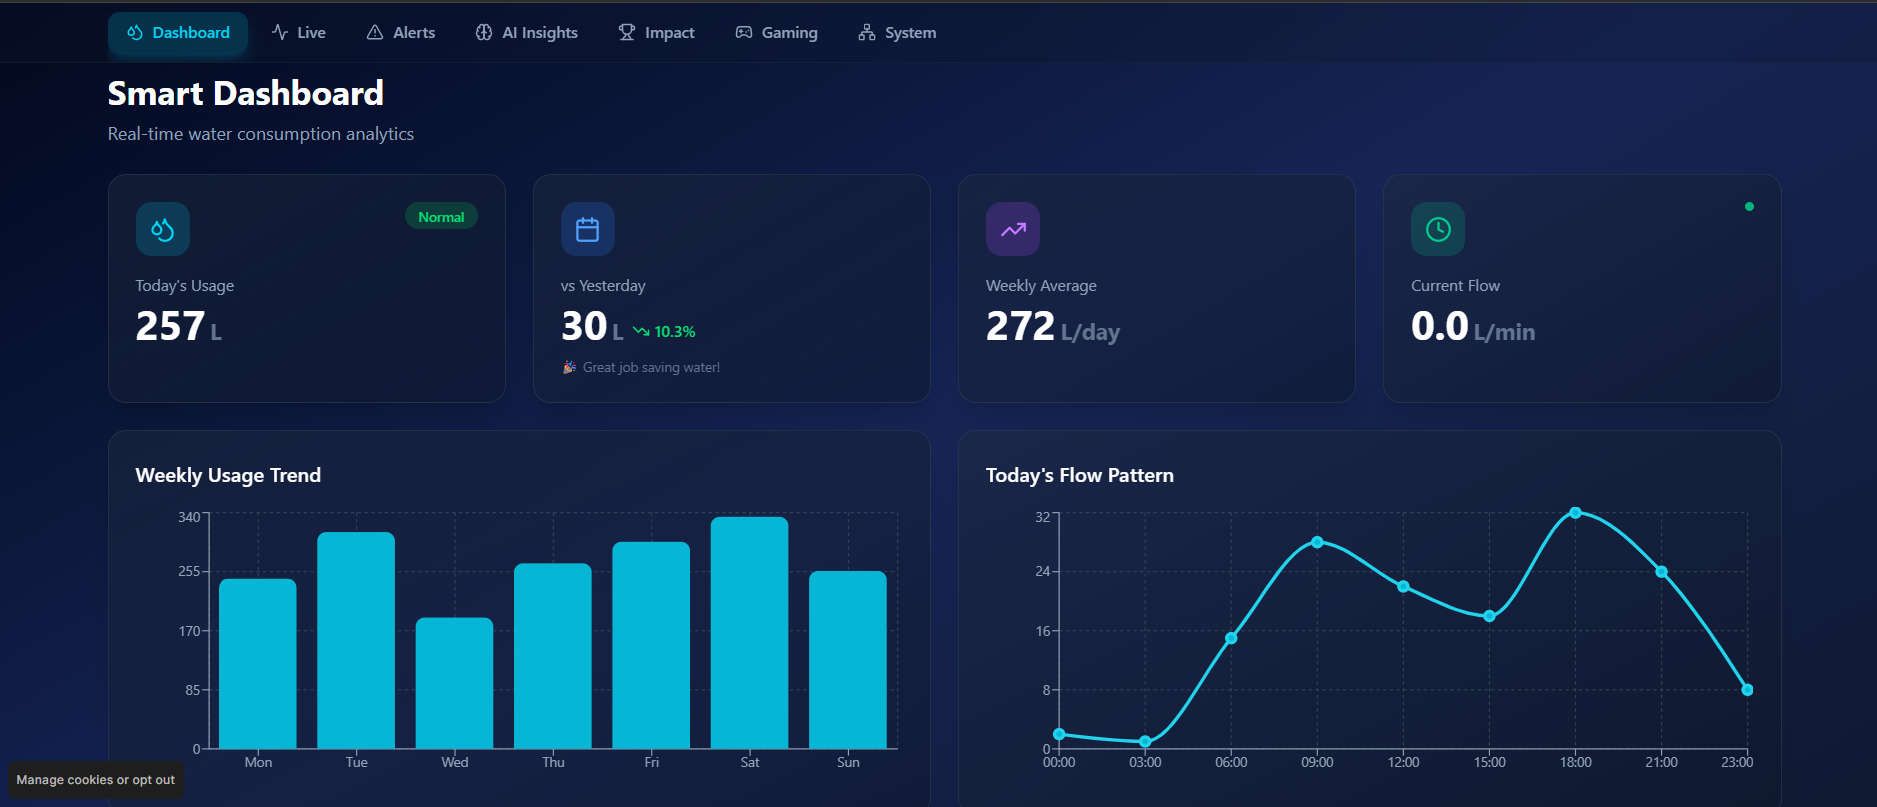 Dashboard Live Alerts AI Insights Impact Gaming System
Smart Dashboard
Real-time water consumption analytics
Normal
Today's Usage
257 L
vs Yesterday
30 L 10.3%
🎉 Great job saving water!
Weekly Average
272 L/day
Current Flow
0.0 L/min
Weekly Usage Trend
340
255
170
85
0
Mon Tue Wed Thu Fri Sat Sun
Today's Flow Pattern
32
24
16
8
0
00:00 03:00 06:00 09:00 12:00 15:00 18:00 21:00 23:00
Manage cookies or opt out